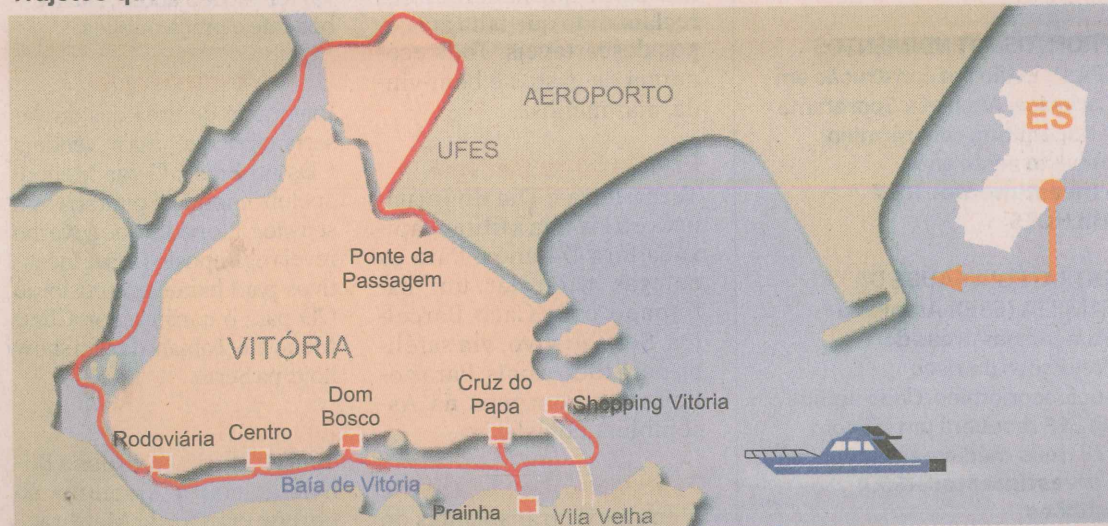 AEROPORTO
ES
UFES
Ponte da
Passagem
VITÓRIA
Dom
Bosco
Cruz do
Papa
Shopping Vitória
Rodoviária
Centro
Baía de Vitória
Prainha
Vila Velha